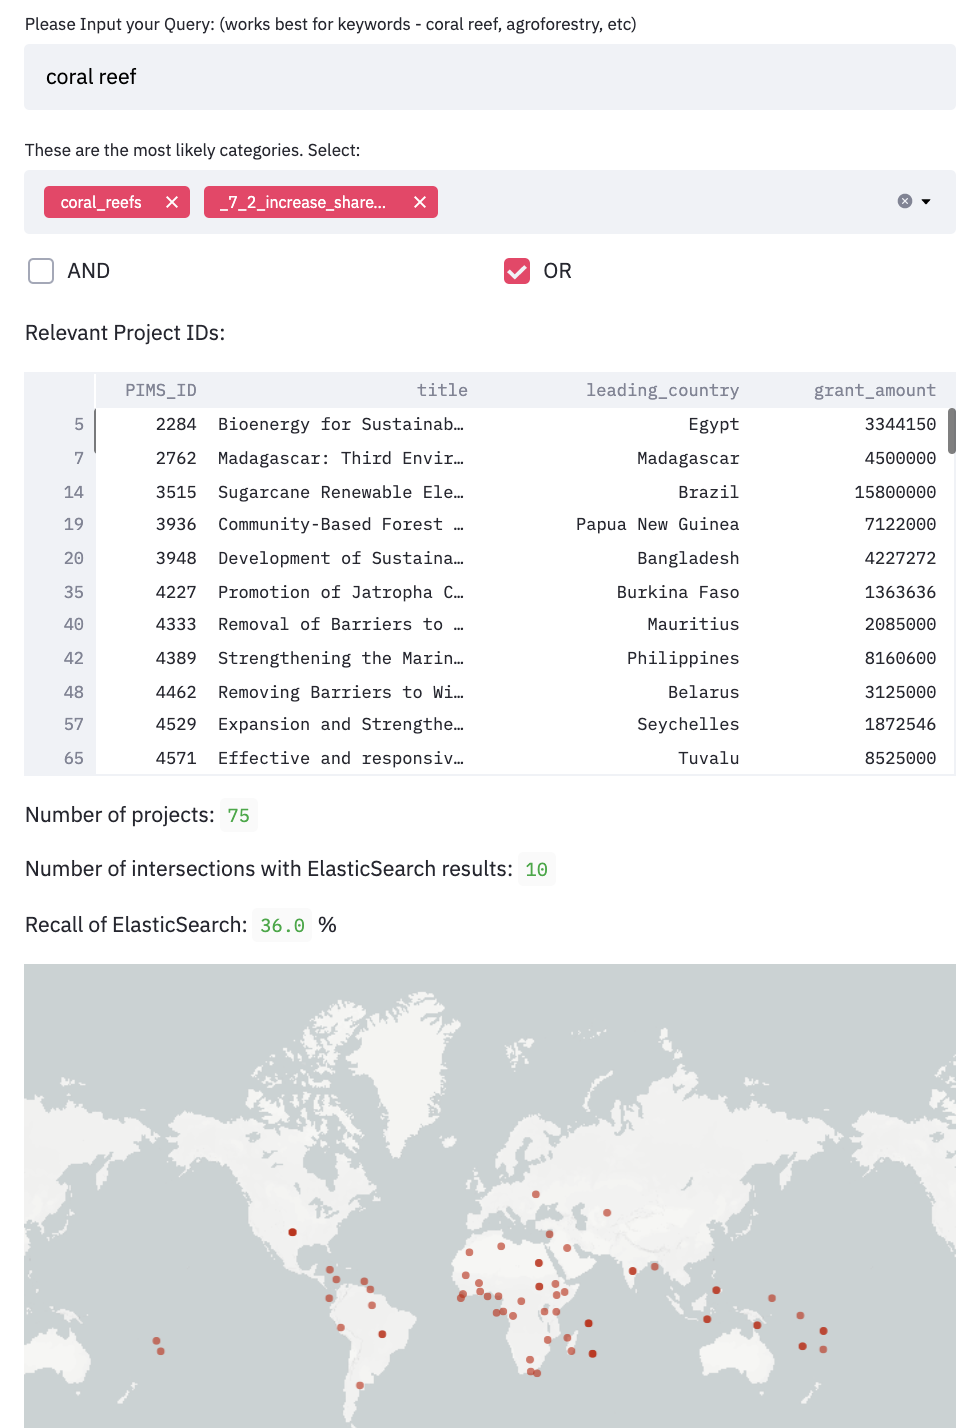 Please Input your Query: (works best for keywords - coral reef, agroforestry, etc)
coral reef
These are the most likely categories. Select:
coral_reefs _7_2_increase_share...
AND OR
Relevant Project IDs:
PIMS_ID title leading_country grant_amount
5 2284 Bioenergy for Sustainab… Egypt 3344150
7 2762 Madagascar: Third Envir… Madagascar 4500000
14 3515 Sugarcane Renewable Ele… Brazil 15800000
19 3936 Community-Based Forest … Papua New Guinea 7122000
20 3948 Development of Sustaina… Bangladesh 4227272
35 4227 Promotion of Jatropha C… Burkina Faso 1363636
40 4333 Removal of Barriers to … Mauritius 2085000
42 4389 Strengthening the Marin… Philippines 8160600
48 4462 Removing Barriers to Wi… Belarus 3125000
57 4529 Expansion and Strengthe… Seychelles 1872546
65 4571 Effective and responsiv… Tuvalu 8525000
Number of projects: 75
Number of intersections with ElasticSearch results: 10
Recall of ElasticSearch: 36.0 %